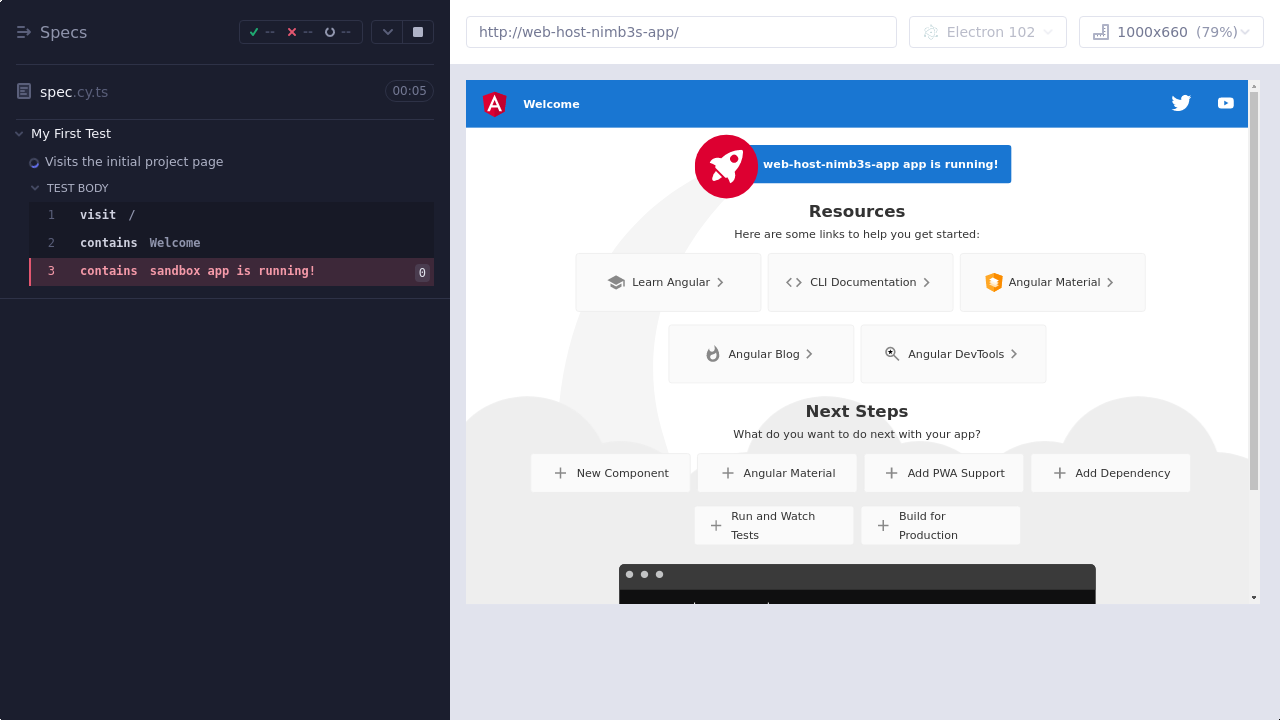 Specs
--
--
--
spec.cy.ts
00:05
My First Test
Visits the initial project page
TEST BODY
1 visit /
2 contains Welcome
3 contains sandbox app is running! 0
http://web-host-nimb3s-app/
Electron 102
1000x660 (79%)
Welcome
web-host-nimb3s-app app is running!
Resources
Here are some links to help you get started:
Learn Angular
CLI Documentation
Angular Material
Angular Blog
Angular DevTools
Next Steps
What do you want to do next with your app?
New Component
Angular Material
Add PWA Support
Add Dependency
Run and Watch
Tests
Build for
Production